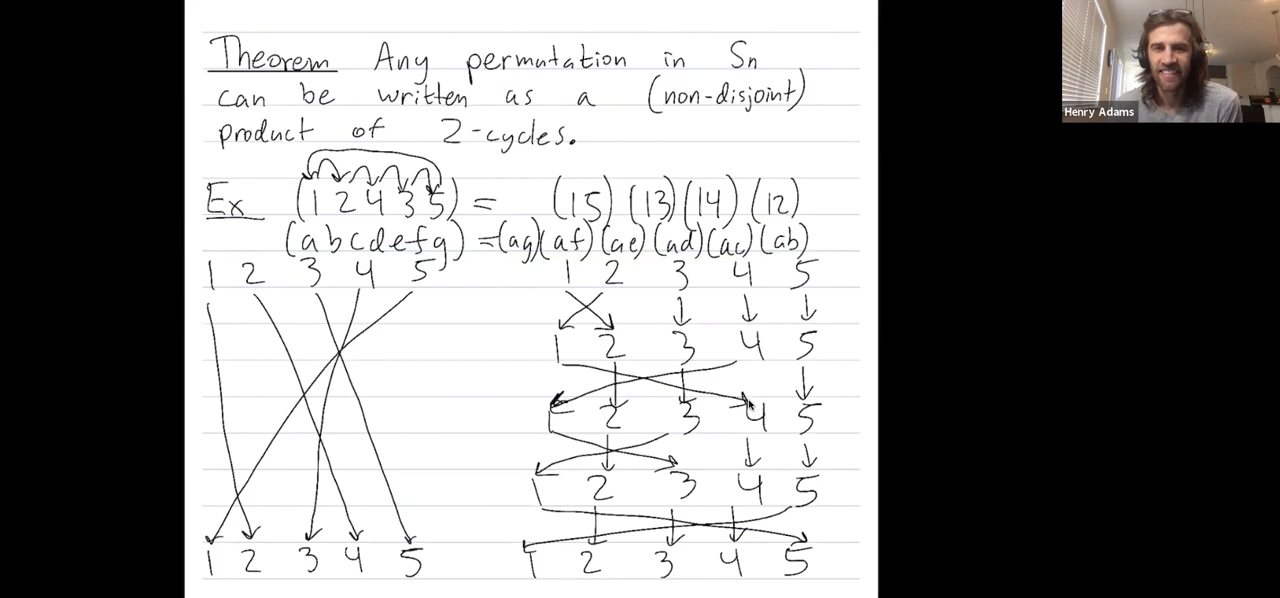 Theorem Any permutation in Sn
can be written as a (non-disjoint)
product of 2-cycles.
Ex (1 2 4 3 5) = (15) (13) (14) (12)
(abcdefg) = (ag)(af)(ae)(ad)(ac)(ab)
1 2 3 4 5
1 2 3 4 5
1 2 3 4 5
1 2 3 4 5
1 2 3 4 5
1 2 3 4 5
1 2 3 4 5
Henry Adams